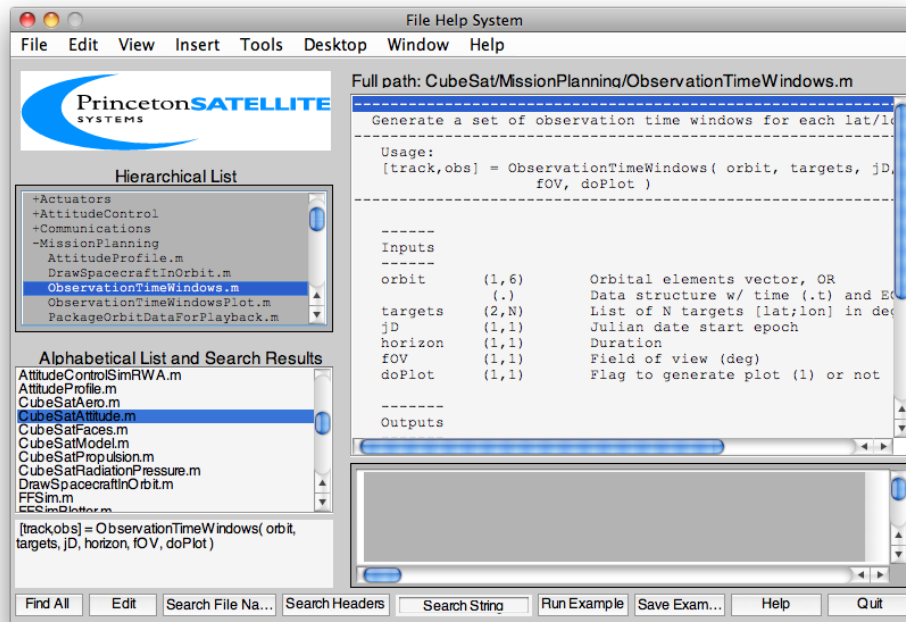 File Help System
File Edit View Insert Tools Desktop Window Help
PrincetonSATELLITE
SYSTEMS
Hierarchical List
+Actuators
+AttitudeControl
+Communications
-MissionPlanning
AttitudeProfile.m
DrawSpacecraftInOrbit.m
ObservationTimeWindows.m
ObservationTimeWindowsPlot.m
PackageOrbitDataForPlayback.m
Alphabetical List and Search Results
AttitudeControlSimRWA.m
AttitudeProfile.m
CubeSatAero.m
CubeSatAttitude.m
CubeSatFaces.m
CubeSatModel.m
CubeSatPropulsion.m
CubeSatRadiationPressure.m
DrawSpacecraftInOrbit.m
FFSim.m
FFSimPlotter.m
[track,obs] = ObservationTimeWindows( orbit,
targets, jD, horizon, fOV, doPlot )
Full path: CubeSat/MissionPlanning/ObservationTimeWindows.m
Generate a set of observation time windows for each lat/lo
Usage:
[track,obs] = ObservationTimeWindows( orbit, targets, jD,
fOV, doPlot )
------
Inputs
------
orbit (1,6) Orbital elements vector, OR
(.) Data structure w/ time (.t) and EC
targets (2,N) List of N targets [lat;lon] in deg
jD (1,1) Julian date start epoch
horizon (1,1) Duration
fOV (1,1) Field of view (deg)
doPlot (1,1) Flag to generate plot (1) or not
-------
Outputs
-------
Find All Edit Search File Na... Search Headers Search String Run Example Save Exam... Help Quit